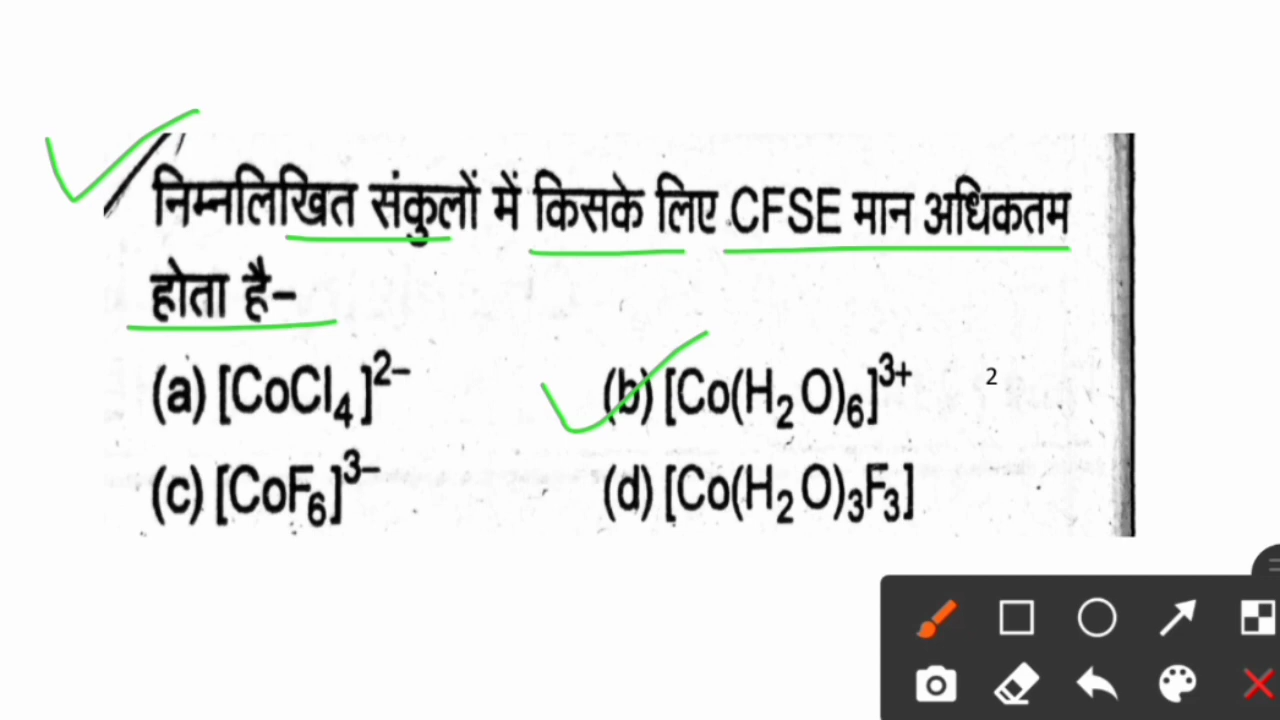 निम्नलिखित संकुलों में किसके लिए CFSE मान अधिकतम
होता है–
(a) [CoCl₄]²⁻ (b) [Co(H₂O)₆]³⁺ 2
(c) [CoF₆]³⁻ (d) [Co(H₂O)₃F₃]